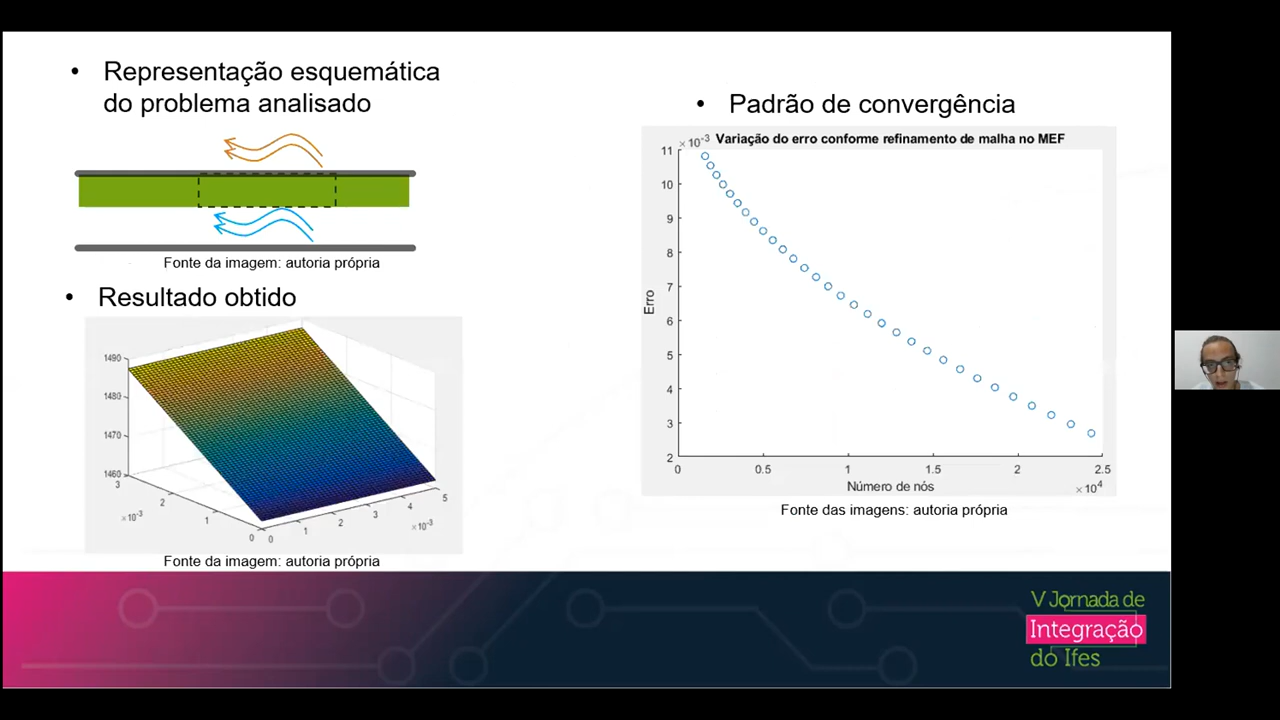 • Representação esquemática
do problema analisado
Fonte da imagem: autoria própria
• Resultado obtido
1490
1480
1470
1460
3
2
1
0
×10⁻³
0
1
2
3
4
5
×10⁻³
Fonte da imagem: autoria própria
• Padrão de convergência
×10⁻³
Variação do erro conforme refinamento de malha no MEF
11
10
9
8
7
6
5
4
3
2
Erro
0 0.5 1 1.5 2 2.5
Número de nós
×10⁴
Fonte das imagens: autoria própria
V Jornada de
Integração
do Ifes